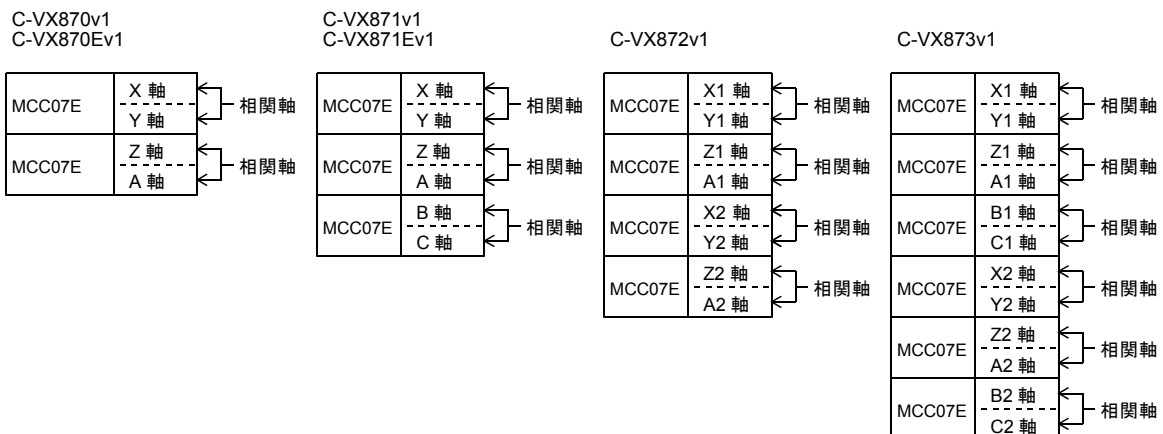 C-VX870v1
C-VX870Ev1
MCC07E
X 軸
Y 軸
相関軸
MCC07E
Z 軸
A 軸
相関軸
C-VX871v1
C-VX871Ev1
MCC07E
X 軸
Y 軸
相関軸
MCC07E
Z 軸
A 軸
相関軸
MCC07E
B 軸
C 軸
相関軸
C-VX872v1
MCC07E
X1 軸
Y1 軸
相関軸
MCC07E
Z1 軸
A1 軸
相関軸
MCC07E
X2 軸
Y2 軸
相関軸
MCC07E
Z2 軸
A2 軸
相関軸
C-VX873v1
MCC07E
X1 軸
Y1 軸
相関軸
MCC07E
Z1 軸
A1 軸
相関軸
MCC07E
B1 軸
C1 軸
相関軸
MCC07E
X2 軸
Y2 軸
相関軸
MCC07E
Z2 軸
A2 軸
相関軸
MCC07E
B2 軸
C2 軸
相関軸